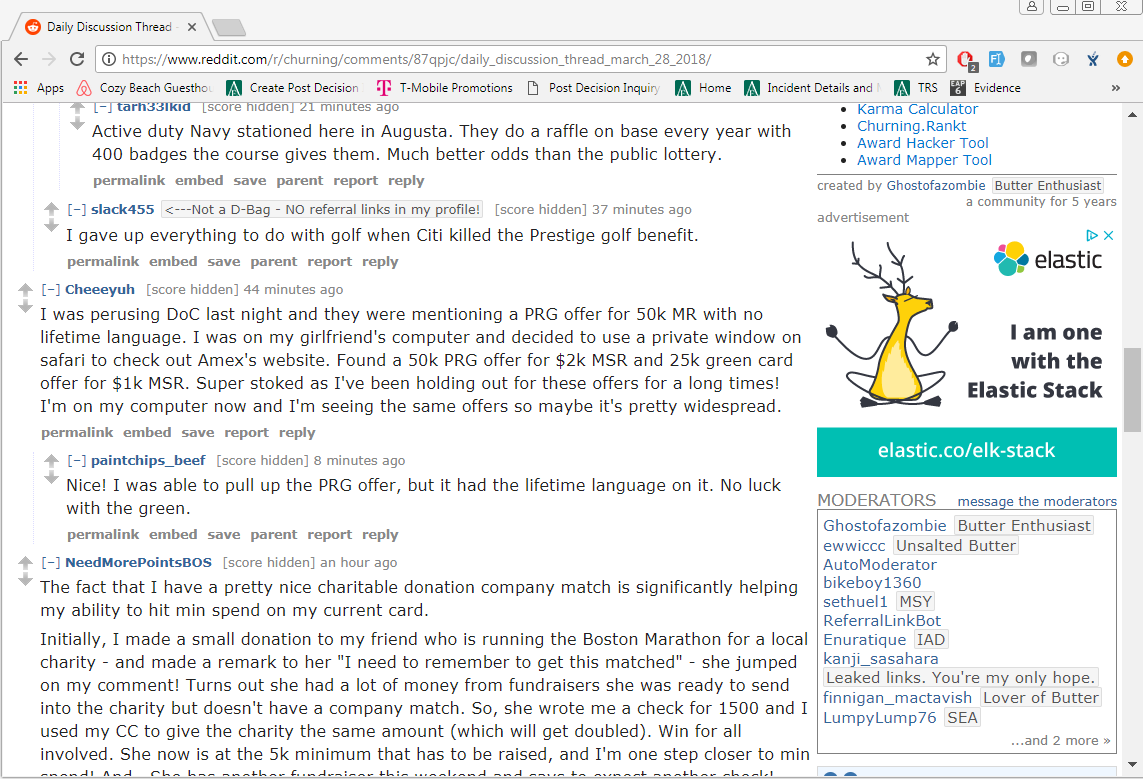 Daily Discussion Thread
https://www.reddit.com/r/churning/comments/87qpjc/daily_discussion_thread_march_28_2018/
2
Apps Cozy Beach Guesthou Create Post Decision T-Mobile Promotions Post Decision Inquiry Home Incident Details and TRS EAP 6 Evidence »
[–] tarh33lkid [score hidden] 21 minutes ago
Active duty Navy stationed here in Augusta. They do a raffle on base every year with
400 badges the course gives them. Much better odds than the public lottery.
permalink embed save parent report reply
[–] slack455 <---Not a D-Bag - NO referral links in my profile! [score hidden] 37 minutes ago
I gave up everything to do with golf when Citi killed the Prestige golf benefit.
permalink embed save parent report reply
[–] Cheeeyuh [score hidden] 44 minutes ago
I was perusing DoC last night and they were mentioning a PRG offer for 50k MR with no
lifetime language. I was on my girlfriend's computer and decided to use a private window on
safari to check out Amex's website. Found a 50k PRG offer for $2k MSR and 25k green card
offer for $1k MSR. Super stoked as I've been holding out for these offers for a long times!
I'm on my computer now and I'm seeing the same offers so maybe it's pretty widespread.
permalink embed save report reply
[–] paintchips_beef [score hidden] 8 minutes ago
Nice! I was able to pull up the PRG offer, but it had the lifetime language on it. No luck
with the green.
permalink embed save parent report reply
[–] NeedMorePointsBOS [score hidden] an hour ago
The fact that I have a pretty nice charitable donation company match is significantly helping
my ability to hit min spend on my current card.
Initially, I made a small donation to my friend who is running the Boston Marathon for a local
charity - and made a remark to her "I need to remember to get this matched" - she jumped
on my comment! Turns out she had a lot of money from fundraisers she was ready to send
into the charity but doesn't have a company match. So, she wrote me a check for 1500 and I
used my CC to give the charity the same amount (which will get doubled). Win for all
involved. She now is at the 5k minimum that has to be raised, and I'm one step closer to min
spend! And - She has another fundraiser this weekend and says to expect another check!
Karma Calculator
Churning.Rankt
Award Hacker Tool
Award Mapper Tool
created by Ghostofazombie Butter Enthusiast
a community for 5 years
advertisement
elastic
I am one
with the
Elastic Stack
elastic.co/elk-stack
MODERATORS message the moderators
Ghostofazombie Butter Enthusiast
ewwiccc Unsalted Butter
AutoModerator
bikeboy1360
sethuel1 MSY
ReferralLinkBot
Enuratique IAD
kanji_sasahara
Leaked links. You're my only hope.
finnigan_mactavish Lover of Butter
LumpyLump76 SEA
...and 2 more »